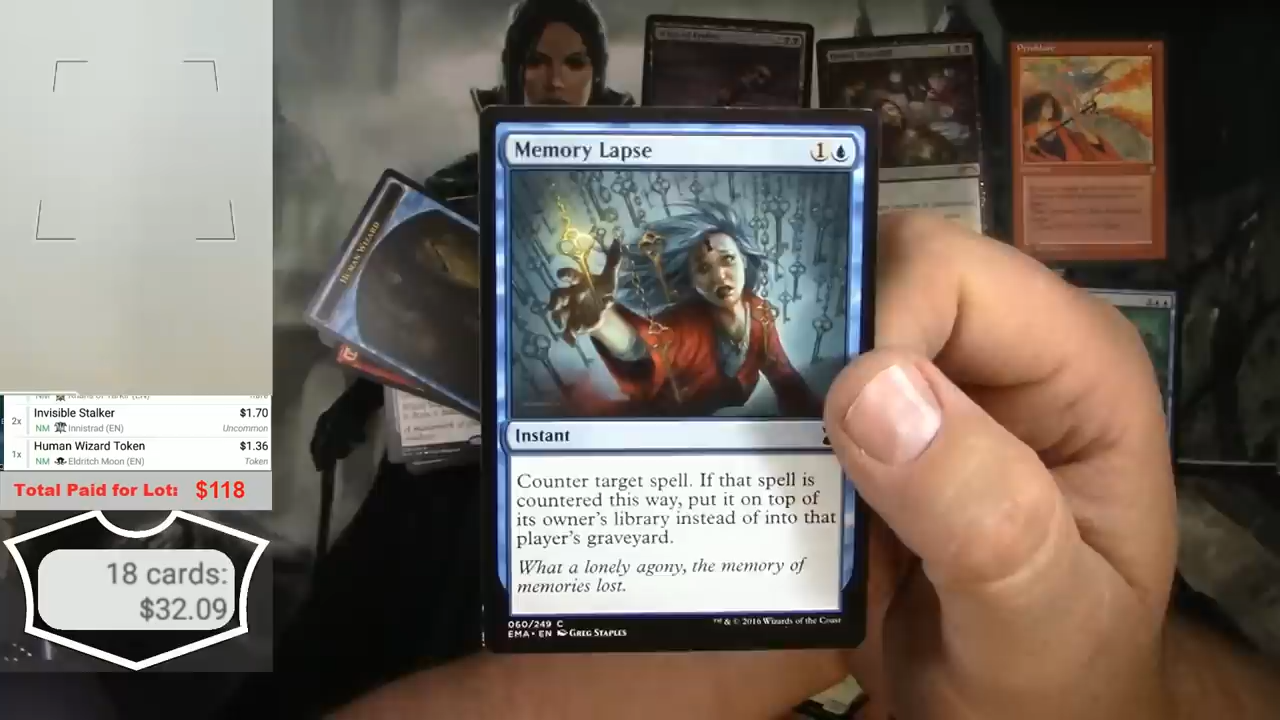 2x
Invisible Stalker
$1.70
NM
Innistrad (EN)
Uncommon
1x
Human Wizard Token
$1.36
NM
Eldritch Moon (EN)
Token
Total Paid for Lot: $118
18 cards:
$32.09
HUMAN WIZARD
Pyroblast
Memory Lapse
1
Instant
Counter target spell. If that spell is
countered this way, put it on top of
its owner's library instead of into that
player's graveyard.
What a lonely agony, the memory of
memories lost.
060/249 C
EMA • EN GREG STAPLES
™ & © 2016 Wizards of the Coast